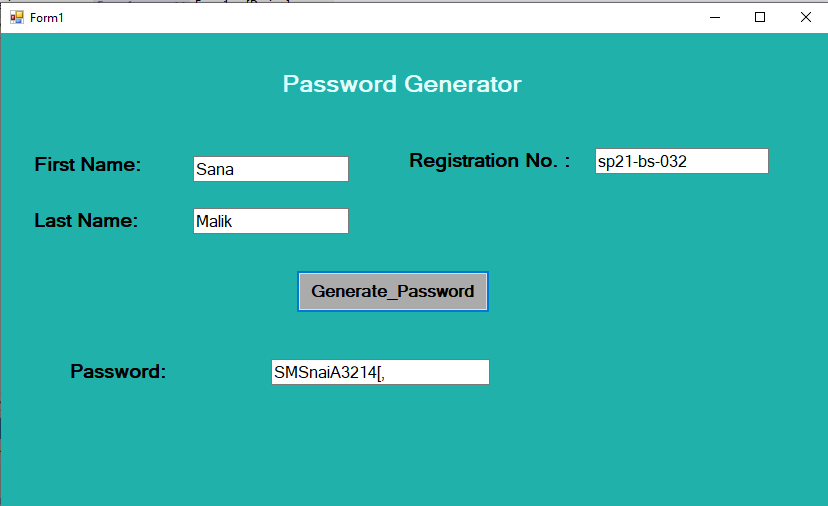 Form1
Password Generator
First Name:
Sana
Registration No. :
sp21-bs-032
Last Name:
Malik
Generate_Password
Password:
SMSnaiA3214[,